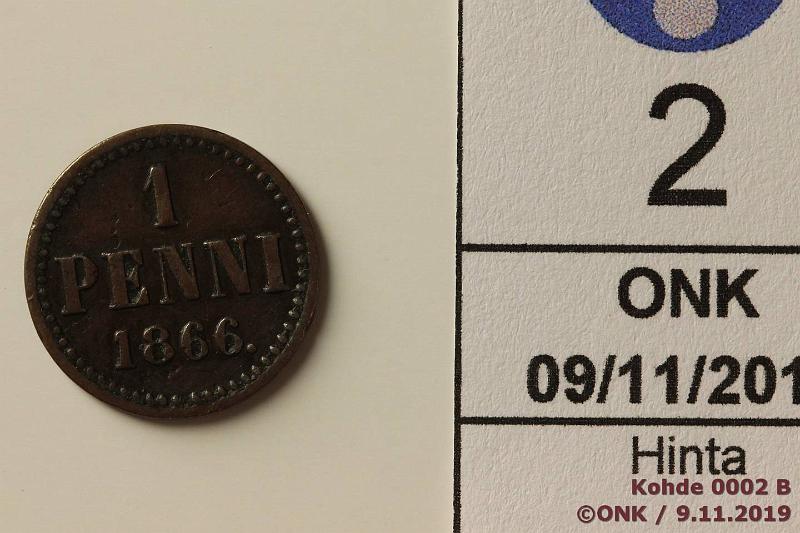 1
PENNI
1866.
2
ONK
09/11/201
Hinta
Kohde 0002 B
©ONK / 9.11.2019